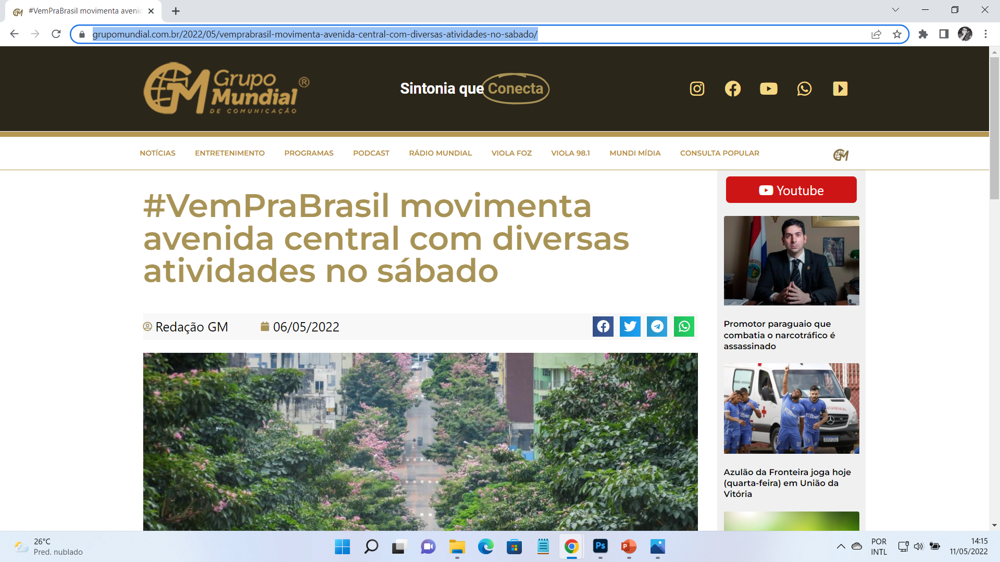 #VemPraBrasil movimenta aveni
grupomundial.com.br/2022/05/vemprabrasil-movimenta-avenida-central-com-diversas-atividades-no-sabado/
GM Grupo Mundial ®
DE COMUNICAÇÃO
Sintonia que Conecta
NOTÍCIAS ENTRETENIMENTO PROGRAMAS PODCAST RÁDIO MUNDIAL VIOLA FOZ VIOLA 98.1 MUNDI MÍDIA CONSULTA POPULAR GM
#VemPraBrasil movimenta
avenida central com diversas
atividades no sábado
Redação GM 06/05/2022
Youtube
Promotor paraguaio que
combatia o narcotráfico é
assassinado
Azulão da Fronteira joga hoje
(quarta-feira) em União da
Vitória
26°C
Pred. nublado
Ps
P
POR
INTL
14:15
11/05/2022